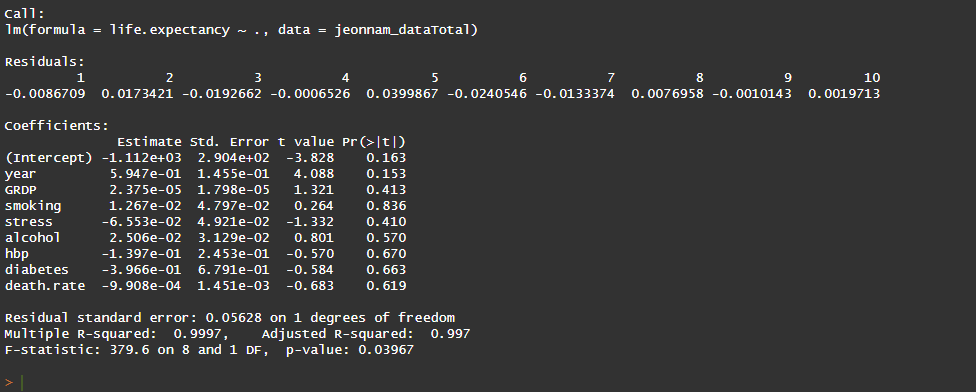 Call:
lm(formula = life.expectancy ~ ., data = jeonnam_dataTotal)
Residuals:
         1          2          3          4          5          6          7          8          9         10
-0.0086709  0.0173421 -0.0192662 -0.0006526  0.0399867 -0.0240546 -0.0133374  0.0076958 -0.0010143  0.0019713
Coefficients:
              Estimate Std. Error t value Pr(>|t|)
(Intercept) -1.112e+03  2.904e+02  -3.828    0.163
year         5.947e-01  1.455e-01   4.088    0.153
GRDP         2.375e-05  1.798e-05   1.321    0.413
smoking      1.267e-02  4.797e-02   0.264    0.836
stress      -6.553e-02  4.921e-02  -1.332    0.410
alcohol      2.506e-02  3.129e-02   0.801    0.570
hbp         -1.397e-01  2.453e-01  -0.570    0.670
diabetes    -3.966e-01  6.791e-01  -0.584    0.663
death.rate  -9.908e-04  1.451e-03  -0.683    0.619
Residual standard error: 0.05628 on 1 degrees of freedom
Multiple R-squared:  0.9997,    Adjusted R-squared:  0.997
F-statistic: 379.6 on 8 and 1 DF,  p-value: 0.03967
>